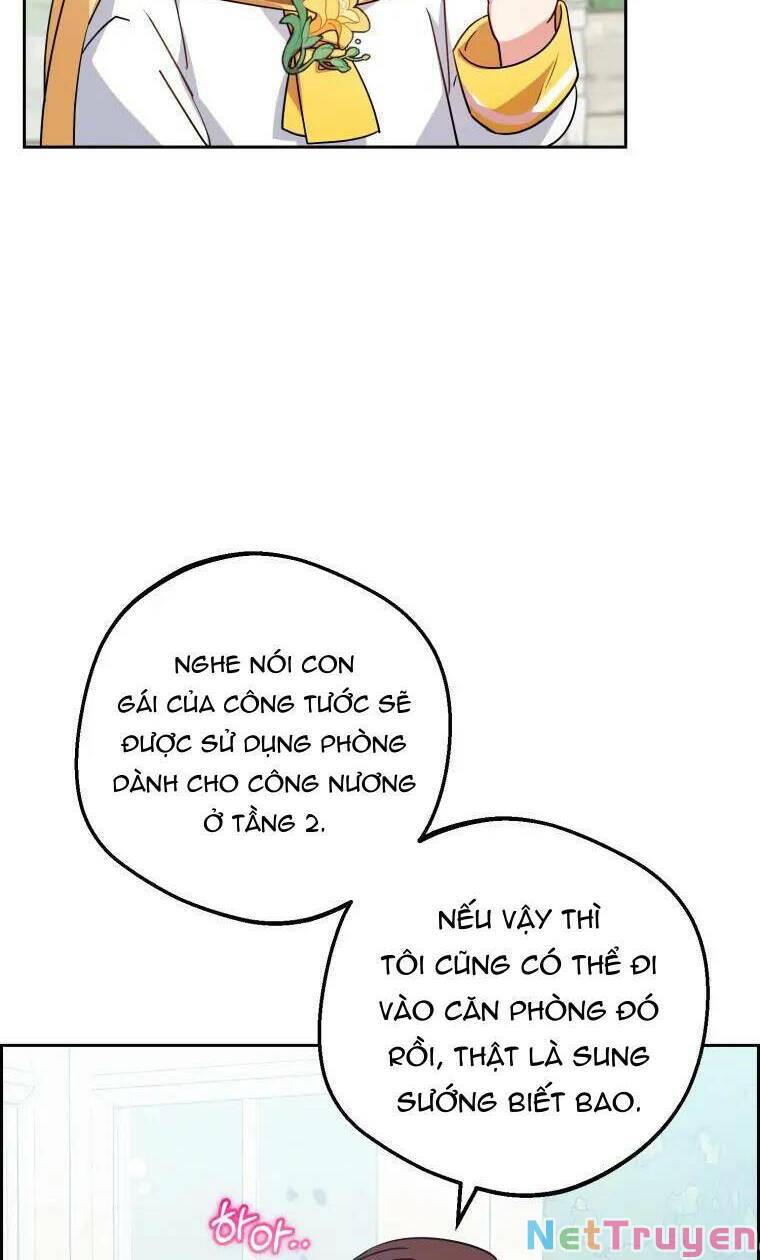 NGHE NÓI CON
GÁI CỦA CÔNG TƯỚC SẼ
ĐƯỢC SỬ DỤNG PHÒNG
DÀNH CHO CÔNG NƯƠNG
Ở TẦNG 2.
NẾU VẬY THÌ
TÔI CŨNG CÓ THỂ ĐI
VÀO CĂN PHÒNG ĐÓ
RỒI, THẬT LÀ SUNG
SƯỚNG BIẾT BAO.
하아..
NetTruyen